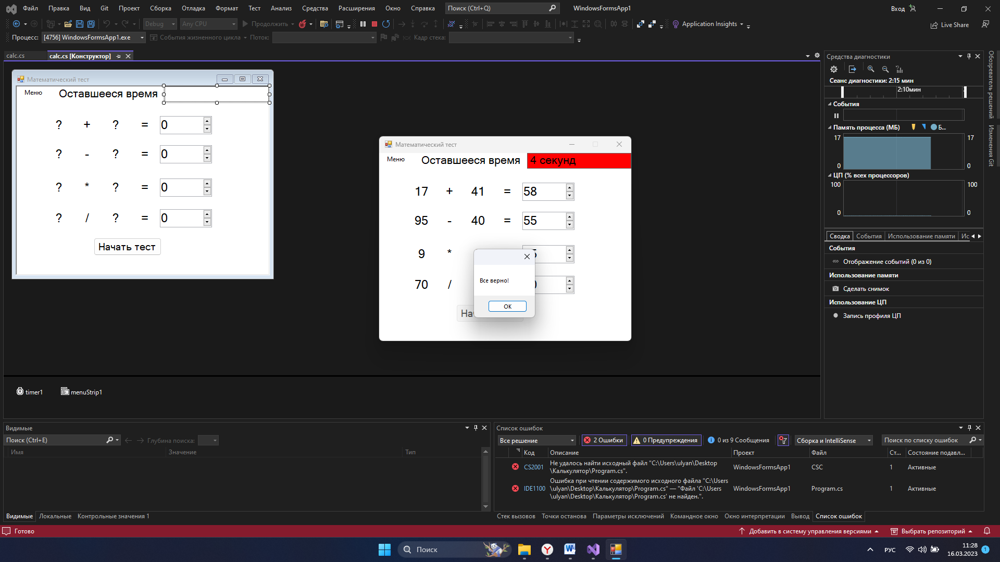 Файл Правка Вид Git Проект Сборка Отладка Формат Тест Анализ Средства Расширения Окно Справка Поиск (Ctrl+Q) WindowsFormsApp1 Вход
Debug Any CPU Продолжить Application Insights Live Share
Процесс: [4756] WindowsFormsApp1.exe События жизненного цикла Поток: Кадр стека:
calc.cs calc.cs [Конструктор]
Математический тест
Меню Оставшееся время
? + ? = 0
? - ? = 0
? * ? = 0
? / ? = 0
Начать тест
Математический тест
Меню Оставшееся время 4 секунд
17 + 41 = 58
95 - 40 = 55
9 *
70 /
Все верно!
ОК
timer1 menuStrip1
Средства диагностики
Сеанс диагностики: 2:15 мин
2:10мин
События
Память процесса (МБ) Б...
17 17
0 0
ЦП (% всех процессоров)
100 100
0 0
Сводка События Использование памяти Ис
События
Отображение событий (0 из 0)
Использование памяти
Сделать снимок
Использование ЦП
Запись профиля ЦП
Обозреватель решений
Изменения Git
Видимые
Поиск (Ctrl+E) Глубина поиска:
Имя Значение Тип
Видимые Локальные Контрольные значения 1
Список ошибок
Все решение 2 Ошибки 0 Предупреждения 0 из 9 Сообщения Сборка и IntelliSense Поиск по списку ошибок
Код Описание Проект Файл Ст... Состояние подавл...
CS2001 Не удалось найти исходный файл "C:\Users\ulyan\Desktop
\Калькулятор\Program.cs". WindowsFormsApp1 CSC 1 Активные
Ошибка при чтении содержимого исходного файла "C:\Users
IDE1100 \ulyan\Desktop\Калькулятор\Program.cs" — "Файл 'C:\Users WindowsFormsApp1 Program.cs 1 Активные
\ulyan\Desktop\Калькулятор\Program.cs' не найден.".
Стек вызовов Точки останова Параметры исключений Командное окно Окно интерпретации Вывод Список ошибок
Готово Добавить в систему управления версиями Выбрать репозиторий
Поиск РУС 11:28
16.03.2023 1